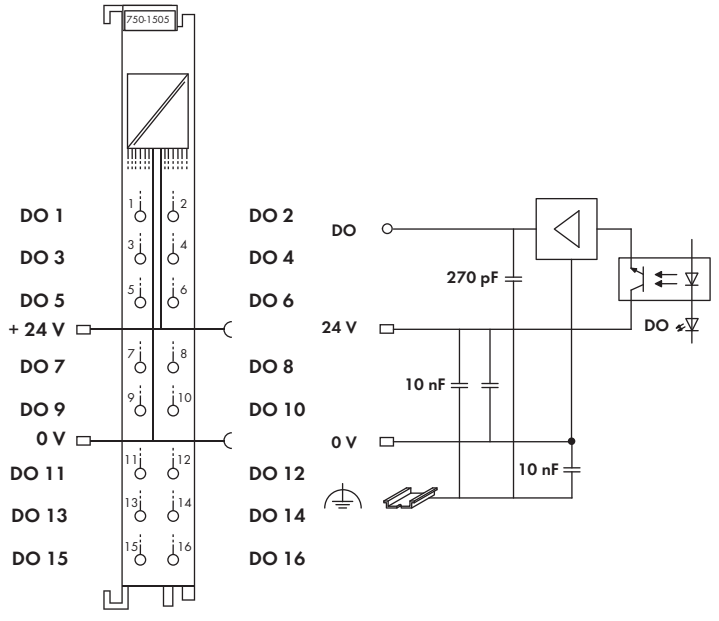 750-1505
1 2
DO 1 DO 2 DO
3 4
DO 3 DO 4
270 pF
5 6
DO 5 DO 6
+ 24 V 24 V DO
7 8
DO 7 DO 8
10 nF
9 10
DO 9 DO 10
0 V 0 V
11 12
DO 11 DO 12 10 nF
13 14
DO 13 DO 14
15 16
DO 15 DO 16